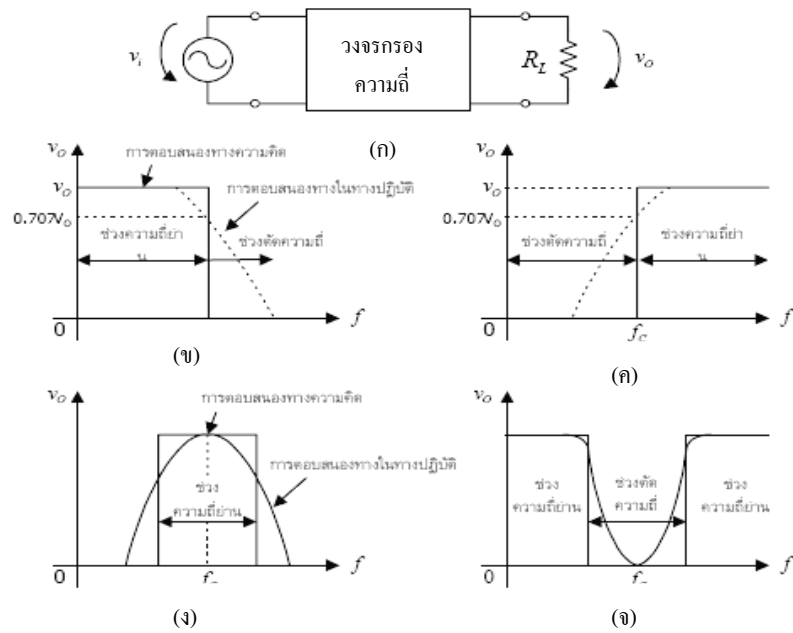 วงจรกรอง
ความถี่
v_i
R_L
v_O
(ก)
v_O
การตอบสนองทางความคิด
v_O
การตอบสนองทางในทางปฏิบัติ
0.707V_O
ช่วงความถี่ย่า
น
ช่วงตัดความถี่
0
f
(ข)
v_O
v_O
0.707V_O
ช่วงตัดความถี่
ช่วงความถี่ย่า
น
0
f_C
f
(ค)
v_O
การตอบสนองทางความคิด
การตอบสนองทางในทางปฏิบัติ
ช่วง
ความถี่ย่าน
0
f
(ง)
v_O
ช่วง
ความถี่ย่าน
ช่วงตัด
ความถี่
ช่วง
ความถี่ย่าน
0
f
(จ)